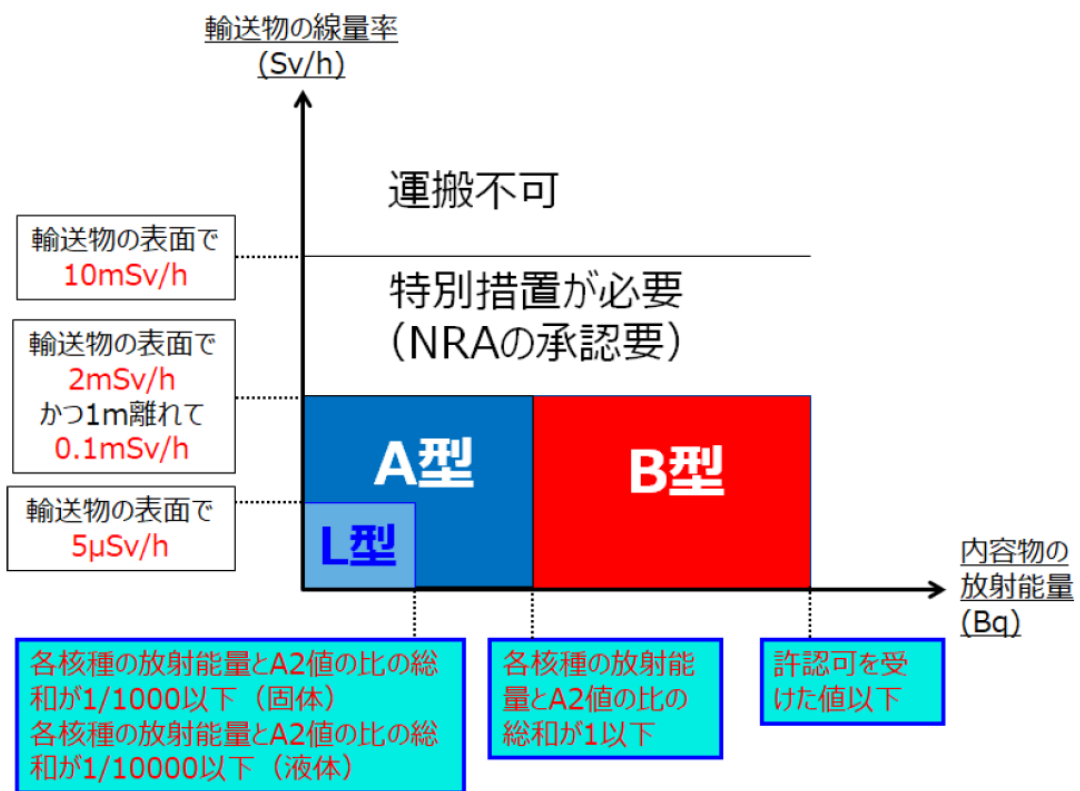 輸送物の線量率
(Sv/h)
運搬不可
輸送物の表面で
10mSv/h
特別措置が必要
（NRAの承認要）
輸送物の表面で
2mSv/h
かつ1m離れて
0.1mSv/h
A型
B型
輸送物の表面で
5μSv/h
L型
内容物の
放射能量
(Bq)
各核種の放射能量とA2値の比の総
和が1/1000以下（固体）
各核種の放射能量とA2値の比の総
和が1/10000以下（液体）
各核種の放射能
量とA2値の比の
総和が1以下
許認可を受
けた値以下